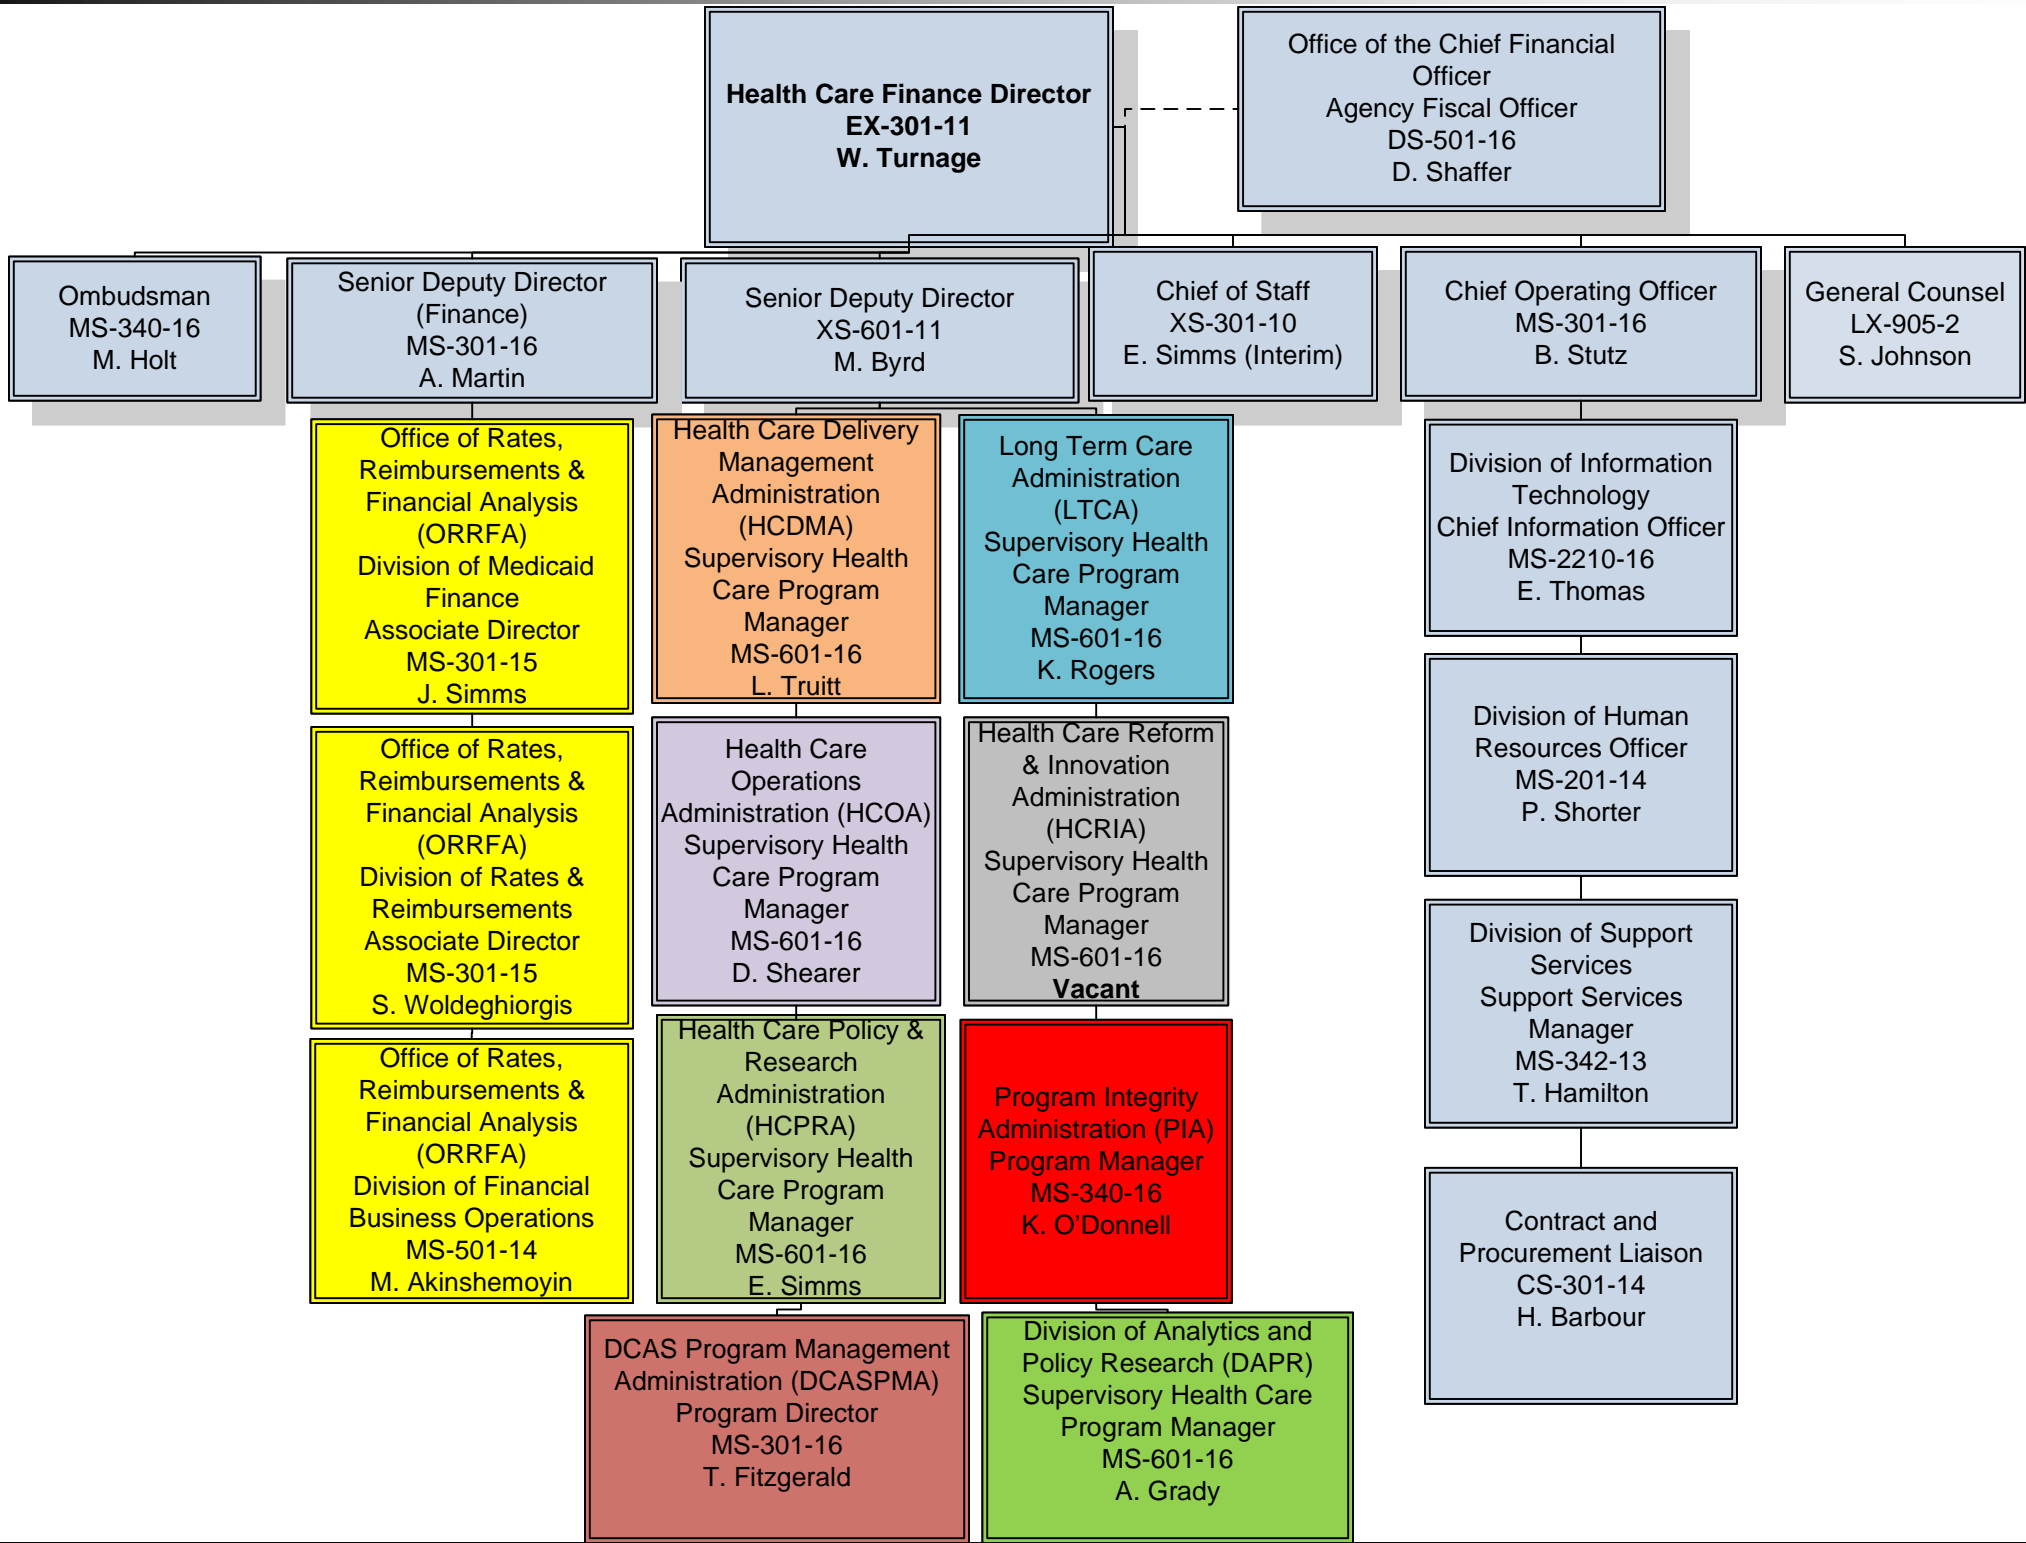 Health Care Finance Director
EX-301-11
W. Turnage
Office of the Chief Financial
Officer
Agency Fiscal Officer
DS-501-16
D. Shaffer
Ombudsman
MS-340-16
M. Holt
Senior Deputy Director
(Finance)
MS-301-16
A. Martin
Senior Deputy Director
XS-601-11
M. Byrd
Chief of Staff
XS-301-10
E. Simms (Interim)
Chief Operating Officer
MS-301-16
B. Stutz
General Counsel
LX-905-2
S. Johnson
Office of Rates,
Reimbursements &
Financial Analysis
(ORRFA)
Division of Medicaid
Finance
Associate Director
MS-301-15
J. Simms
Office of Rates,
Reimbursements &
Financial Analysis
(ORRFA)
Division of Rates &
Reimbursements
Associate Director
MS-301-15
S. Woldeghiorgis
Office of Rates,
Reimbursements &
Financial Analysis
(ORRFA)
Division of Financial
Business Operations
MS-501-14
M. Akinshemoyin
Health Care Delivery
Management
Administration
(HCDMA)
Supervisory Health
Care Program
Manager
MS-601-16
L. Truitt
Health Care
Operations
Administration (HCOA)
Supervisory Health
Care Program
Manager
MS-601-16
D. Shearer
Health Care Policy &
Research
Administration
(HCPRA)
Supervisory Health
Care Program
Manager
MS-601-16
E. Simms
DCAS Program Management
Administration (DCASPMA)
Program Director
MS-301-16
T. Fitzgerald
Long Term Care
Administration
(LTCA)
Supervisory Health
Care Program
Manager
MS-601-16
K. Rogers
Health Care Reform
& Innovation
Administration
(HCRIA)
Supervisory Health
Care Program
Manager
MS-601-16
Vacant
Program Integrity
Administration (PIA)
Program Manager
MS-340-16
K. O’Donnell
Division of Analytics and
Policy Research (DAPR)
Supervisory Health Care
Program Manager
MS-601-16
A. Grady
Division of Information
Technology
Chief Information Officer
MS-2210-16
E. Thomas
Division of Human
Resources Officer
MS-201-14
P. Shorter
Division of Support
Services
Support Services
Manager
MS-342-13
T. Hamilton
Contract and
Procurement Liaison
CS-301-14
H. Barbour